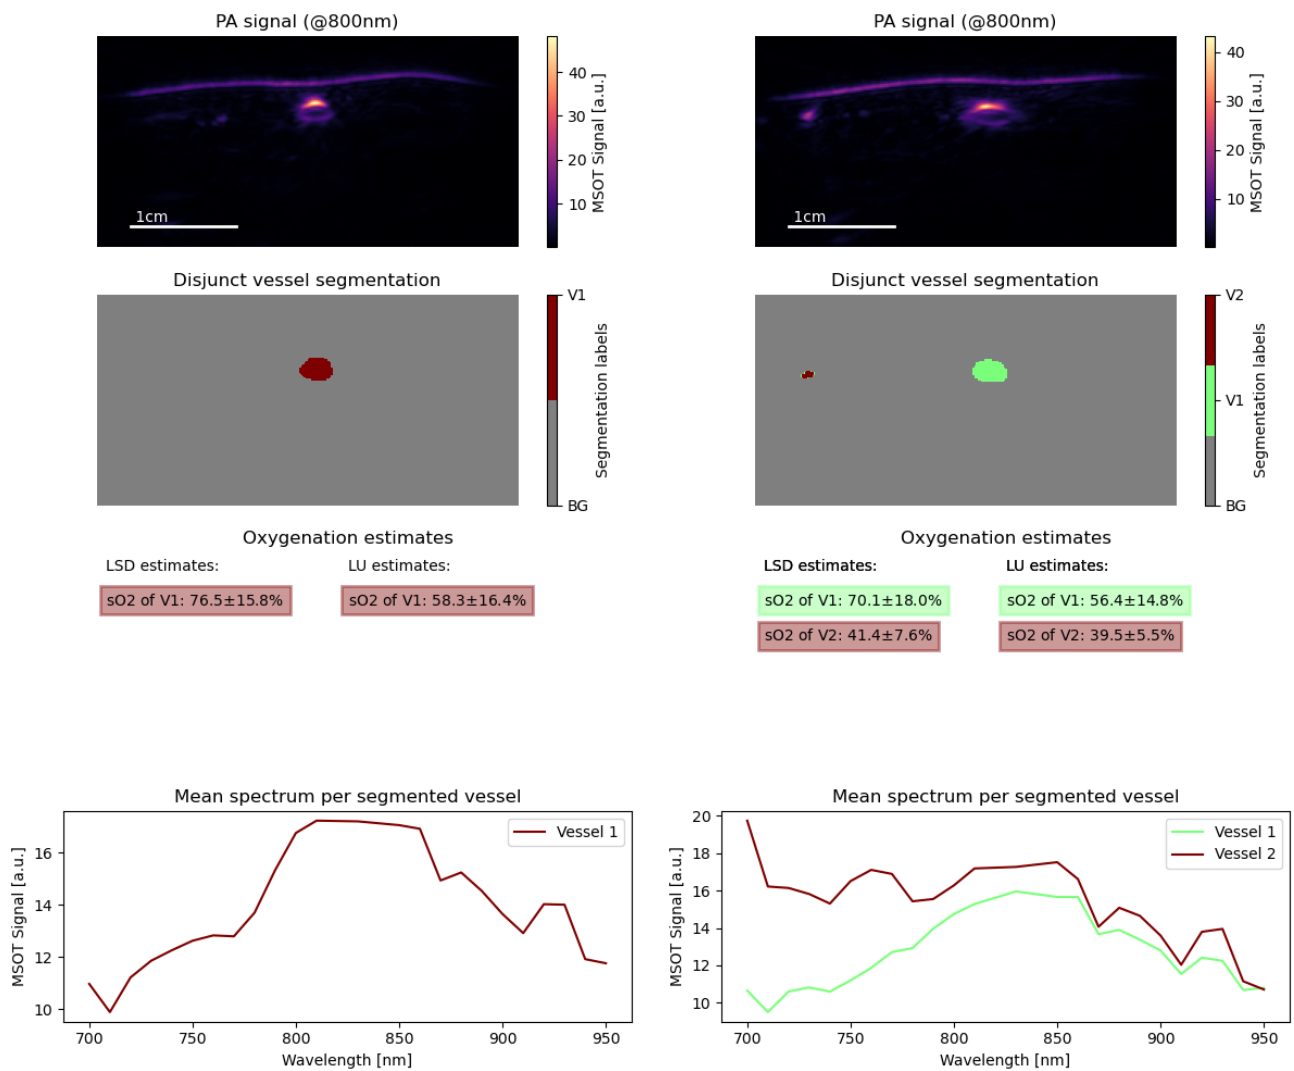 PA signal (@800nm)
1cm
40
30
20
10
MSOT Signal [a.u.]
Disjunct vessel segmentation
V1
BG
Segmentation labels
Oxygenation estimates
LSD estimates:
LU estimates:
sO2 of V1: 76.5±15.8%
sO2 of V1: 58.3±16.4%
Mean spectrum per segmented vessel
Vessel 1
16
14
12
10
MSOT Signal [a.u.]
700 750 800 850 900 950
Wavelength [nm]
PA signal (@800nm)
1cm
40
30
20
10
MSOT Signal [a.u.]
Disjunct vessel segmentation
V2
V1
BG
Segmentation labels
Oxygenation estimates
LSD estimates:
LU estimates:
sO2 of V1: 70.1±18.0%
sO2 of V1: 56.4±14.8%
sO2 of V2: 41.4±7.6%
sO2 of V2: 39.5±5.5%
Mean spectrum per segmented vessel
Vessel 1
Vessel 2
20
18
16
14
12
10
MSOT Signal [a.u.]
700 750 800 850 900 950
Wavelength [nm]